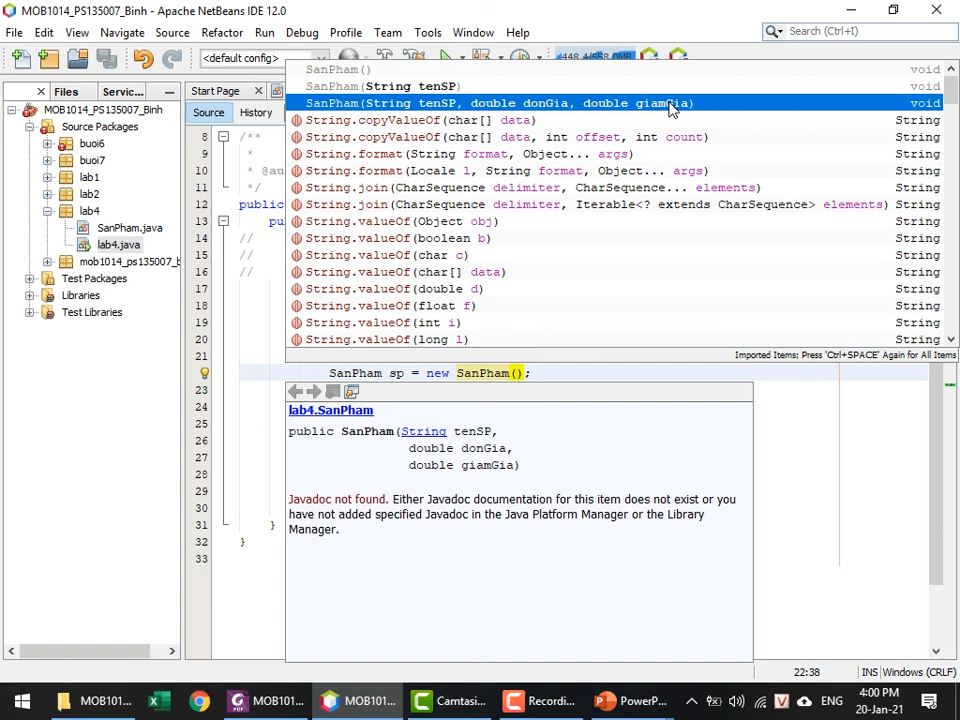 MOB1014_PS135007_Binh - Apache NetBeans IDE 12.0
File Edit View Navigate Source Refactor Run Debug Profile Team Tools Window Help
Search (Ctrl+I)
<default config>
448.4/558.0MB
Files Servic...
Start Page
Source History
MOB1014_PS135007_Binh
Source Packages
buoi6
buoi7
lab1
lab2
lab4
SanPham.java
lab4.java
mob1014_ps135007_b
Test Packages
Libraries
Test Libraries
SanPham() void
SanPham(String tenSP) void
SanPham(String tenSP, double donGia, double giamGia) void
String.copyValueOf(char[] data) String
String.copyValueOf(char[] data, int offset, int count) String
String.format(String format, Object... args) String
String.format(Locale l, String format, Object... args) String
String.join(CharSequence delimiter, CharSequence... elements) String
String.join(CharSequence delimiter, Iterable<? extends CharSequence> elements) String
String.valueOf(Object obj) String
String.valueOf(boolean b) String
String.valueOf(char c) String
String.valueOf(char[] data) String
String.valueOf(double d) String
String.valueOf(float f) String
String.valueOf(int i) String
String.valueOf(long l) String
Imported Items; Press 'Ctrl+SPACE' Again for All Items
8 /**
9 *
10 * @au
11 */
12 public
13 pu
14 //
15 //
16 //
17
18
19
20
21
SanPham sp = new SanPham();
23
24
25
26
27
28
29
30
31 }
32 }
33
lab4.SanPham
public SanPham(String tenSP,
double donGia,
double giamGia)
Javadoc not found. Either Javadoc documentation for this item does not exist or you
have not added specified Javadoc in the Java Platform Manager or the Library
Manager.
22:38 INS Windows (CRLF)
MOB101... MOB101... MOB101... Camtasi... Recordi... PowerP... ENG
4:00 PM
20-Jan-21